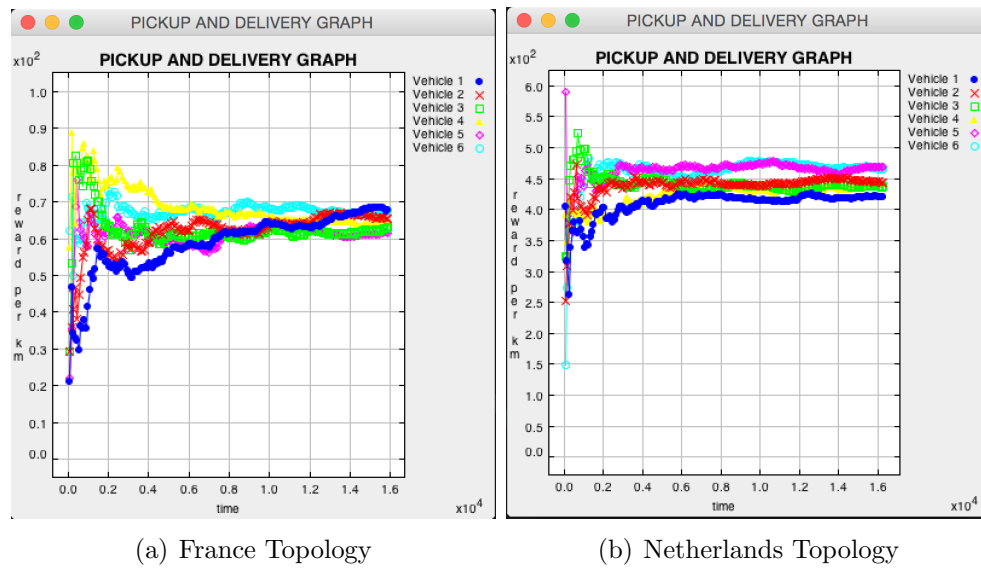 PICKUP AND DELIVERY GRAPH
x10^2
PICKUP AND DELIVERY GRAPH
Vehicle 1
Vehicle 2
Vehicle 3
Vehicle 4
Vehicle 5
Vehicle 6
1.0
0.9
0.8
0.7
0.6
0.5
0.4
0.3
0.2
0.1
0.0
reward per km
0.0 0.2 0.4 0.6 0.8 1.0 1.2 1.4 1.6
time
x10^4
(a) France Topology
PICKUP AND DELIVERY GRAPH
x10^2
PICKUP AND DELIVERY GRAPH
Vehicle 1
Vehicle 2
Vehicle 3
Vehicle 4
Vehicle 5
Vehicle 6
6.0
5.5
5.0
4.5
4.0
3.5
3.0
2.5
2.0
1.5
1.0
0.5
0.0
reward per km
0.0 0.2 0.4 0.6 0.8 1.0 1.2 1.4 1.6
time
x10^4
(b) Netherlands Topology